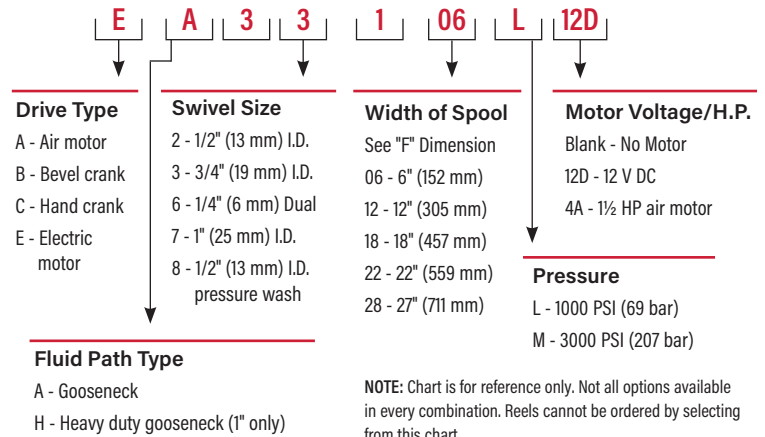 E A 3 3 1 06 L 12D
Drive Type
A - Air motor
B - Bevel crank
C - Hand crank
E - Electric
motor
Swivel Size
2 - 1/2" (13 mm) I.D.
3 - 3/4" (19 mm) I.D.
6 - 1/4" (6 mm) Dual
7 - 1" (25 mm) I.D.
8 - 1/2" (13 mm) I.D.
pressure wash
Width of Spool
See "F" Dimension
06 - 6" (152 mm)
12 - 12" (305 mm)
18 - 18" (457 mm)
22 - 22" (559 mm)
28 - 27" (711 mm)
Motor Voltage/H.P.
Blank - No Motor
12D - 12 V DC
4A - 1½ HP air motor
Pressure
L - 1000 PSI (69 bar)
M - 3000 PSI (207 bar)
Fluid Path Type
A - Gooseneck
H - Heavy duty gooseneck (1" only)
NOTE: Chart is for reference only. Not all options available
in every combination. Reels cannot be ordered by selecting
from this chart